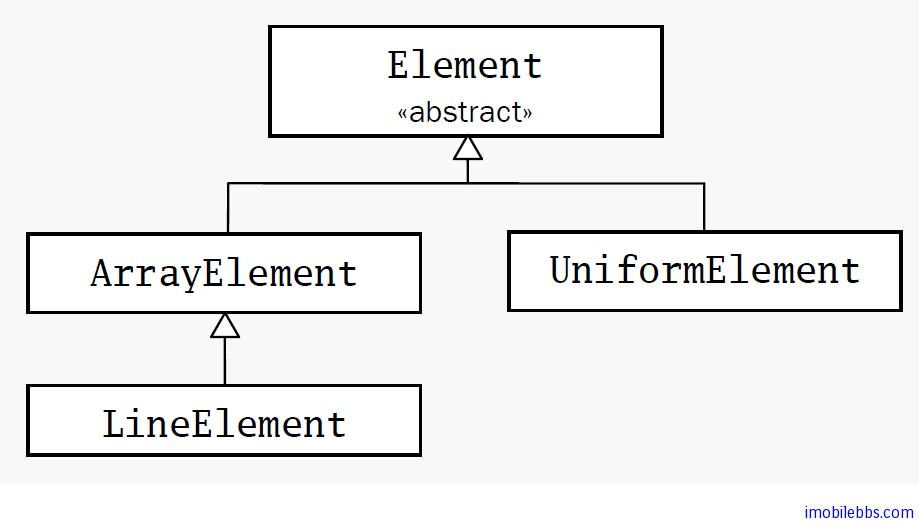 Element
«abstract»
ArrayElement
UniformElement
LineElement
imobilebbs.com